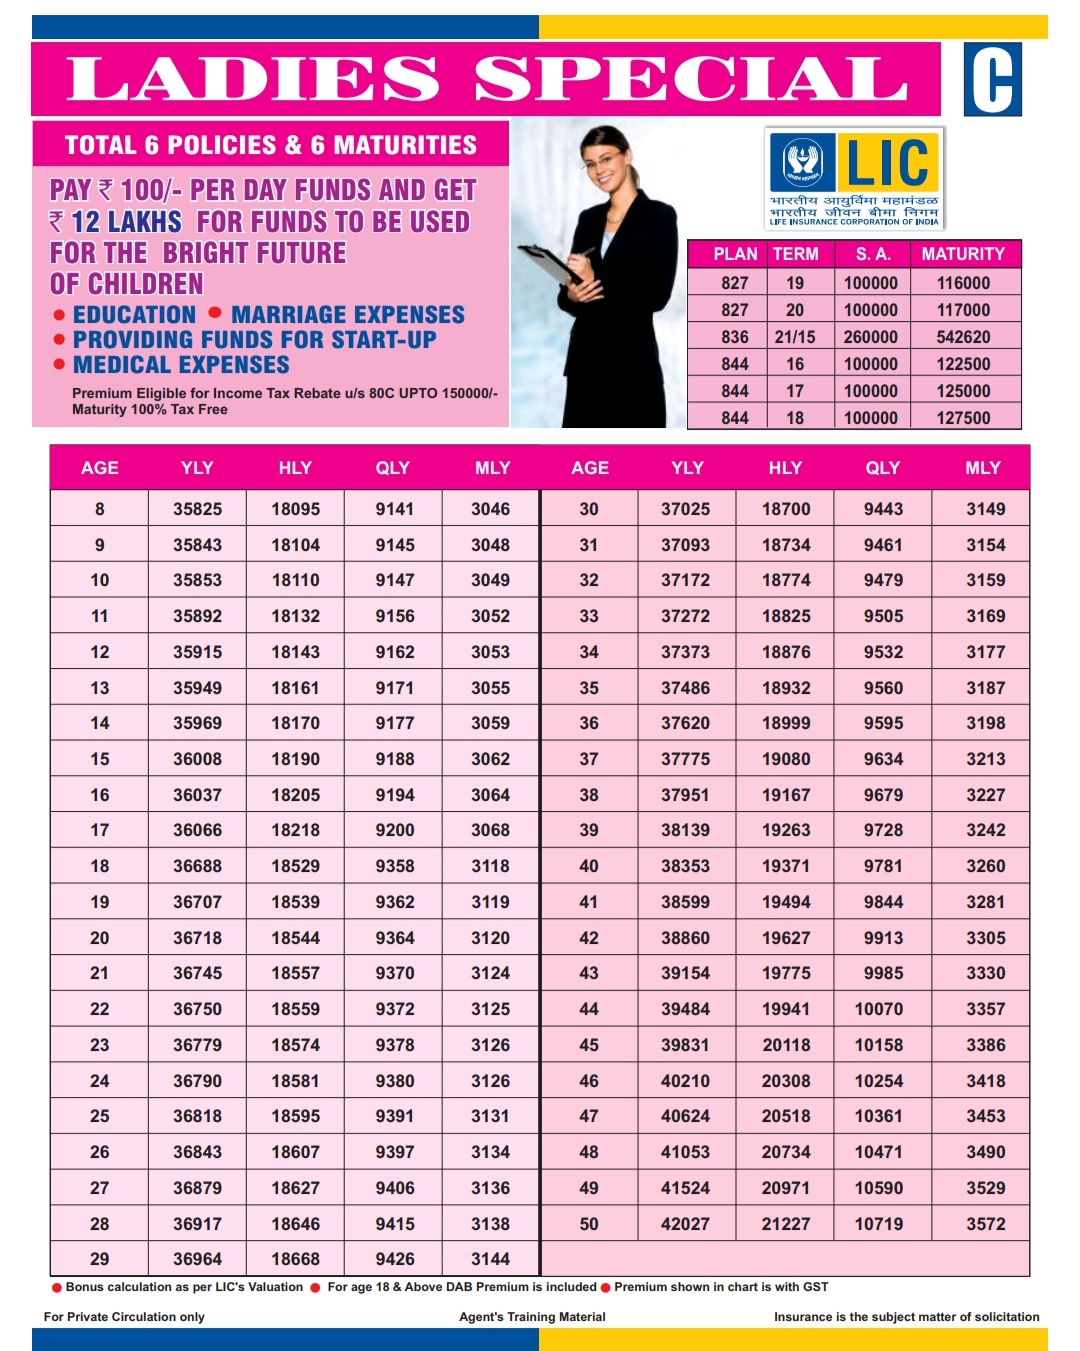 LADIES SPECIAL
C
TOTAL 6 POLICIES & 6 MATURITIES
PAY ₹ 100/- PER DAY FUNDS AND GET
₹ 12 LAKHS FOR FUNDS TO BE USED
FOR THE BRIGHT FUTURE
OF CHILDREN
• EDUCATION • MARRIAGE EXPENSES
• PROVIDING FUNDS FOR START-UP
• MEDICAL EXPENSES
Premium Eligible for Income Tax Rebate u/s 80C UPTO 150000/-
Maturity 100% Tax Free
LIC
भारतीय आयुर्विमा महामंडळ
भारतीय जीवन बीमा निगम
LIFE INSURANCE CORPORATION OF INDIA
PLAN TERM S. A. MATURITY
827 19 100000 116000
827 20 100000 117000
836 21/15 260000 542620
844 16 100000 122500
844 17 100000 125000
844 18 100000 127500
AGE YLY HLY QLY MLY AGE YLY HLY QLY MLY
8 35825 18095 9141 3046 30 37025 18700 9443 3149
9 35843 18104 9145 3048 31 37093 18734 9461 3154
10 35853 18110 9147 3049 32 37172 18774 9479 3159
11 35892 18132 9156 3052 33 37272 18825 9505 3169
12 35915 18143 9162 3053 34 37373 18876 9532 3177
13 35949 18161 9171 3055 35 37486 18932 9560 3187
14 35969 18170 9177 3059 36 37620 18999 9595 3198
15 36008 18190 9188 3062 37 37775 19080 9634 3213
16 36037 18205 9194 3064 38 37951 19167 9679 3227
17 36066 18218 9200 3068 39 38139 19263 9728 3242
18 36688 18529 9358 3118 40 38353 19371 9781 3260
19 36707 18539 9362 3119 41 38599 19494 9844 3281
20 36718 18544 9364 3120 42 38860 19627 9913 3305
21 36745 18557 9370 3124 43 39154 19775 9985 3330
22 36750 18559 9372 3125 44 39484 19941 10070 3357
23 36779 18574 9378 3126 45 39831 20118 10158 3386
24 36790 18581 9380 3126 46 40210 20308 10254 3418
25 36818 18595 9391 3131 47 40624 20518 10361 3453
26 36843 18607 9397 3134 48 41053 20734 10471 3490
27 36879 18627 9406 3136 49 41524 20971 10590 3529
28 36917 18646 9415 3138 50 42027 21227 10719 3572
29 36964 18668 9426 3144
• Bonus calculation as per LIC's Valuation • For age 18 & Above DAB Premium is included • Premium shown in chart is with GST
For Private Circulation only Agent's Training Material Insurance is the subject matter of solicitation